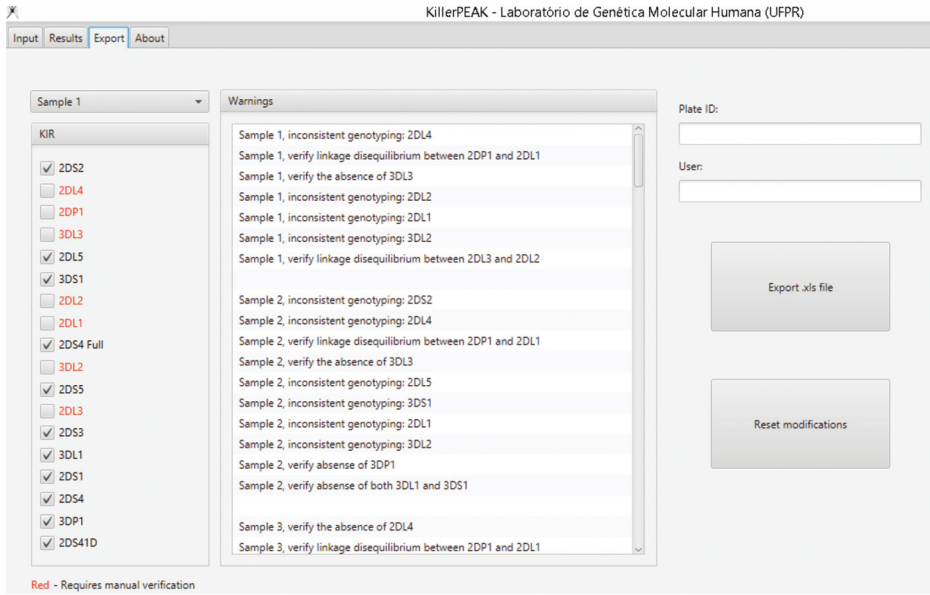 KillerPEAK - Laboratório de Genética Molecular Humana (UFPR)
Input Results Export About
Sample 1
KIR
2DS2
2DL4
2DP1
3DL3
2DL5
3DS1
2DL2
2DL1
2DS4 Full
3DL2
2DS5
2DL3
2DS3
3DL1
2DS1
2DS4
3DP1
2DS41D
Red - Requires manual verification
Warnings
Sample 1, inconsistent genotyping: 2DL4
Sample 1, verify linkage disequilibrium between 2DP1 and 2DL1
Sample 1, verify the absence of 3DL3
Sample 1, inconsistent genotyping: 2DL2
Sample 1, inconsistent genotyping: 2DL1
Sample 1, inconsistent genotyping: 3DL2
Sample 1, verify linkage disequilibrium between 2DL3 and 2DL2
Sample 2, inconsistent genotyping: 2DS2
Sample 2, inconsistent genotyping: 2DL4
Sample 2, verify linkage disequilibrium between 2DP1 and 2DL1
Sample 2, verify the absence of 3DL3
Sample 2, inconsistent genotyping: 2DL5
Sample 2, inconsistent genotyping: 3DS1
Sample 2, inconsistent genotyping: 2DL1
Sample 2, inconsistent genotyping: 3DL2
Sample 2, verify absense of 3DP1
Sample 2, verify absense of both 3DL1 and 3DS1
Sample 3, verify the absence of 2DL4
Sample 3, verify linkage disequilibrium between 2DP1 and 2DL1
Plate ID:
User:
Export .xls file
Reset modifications